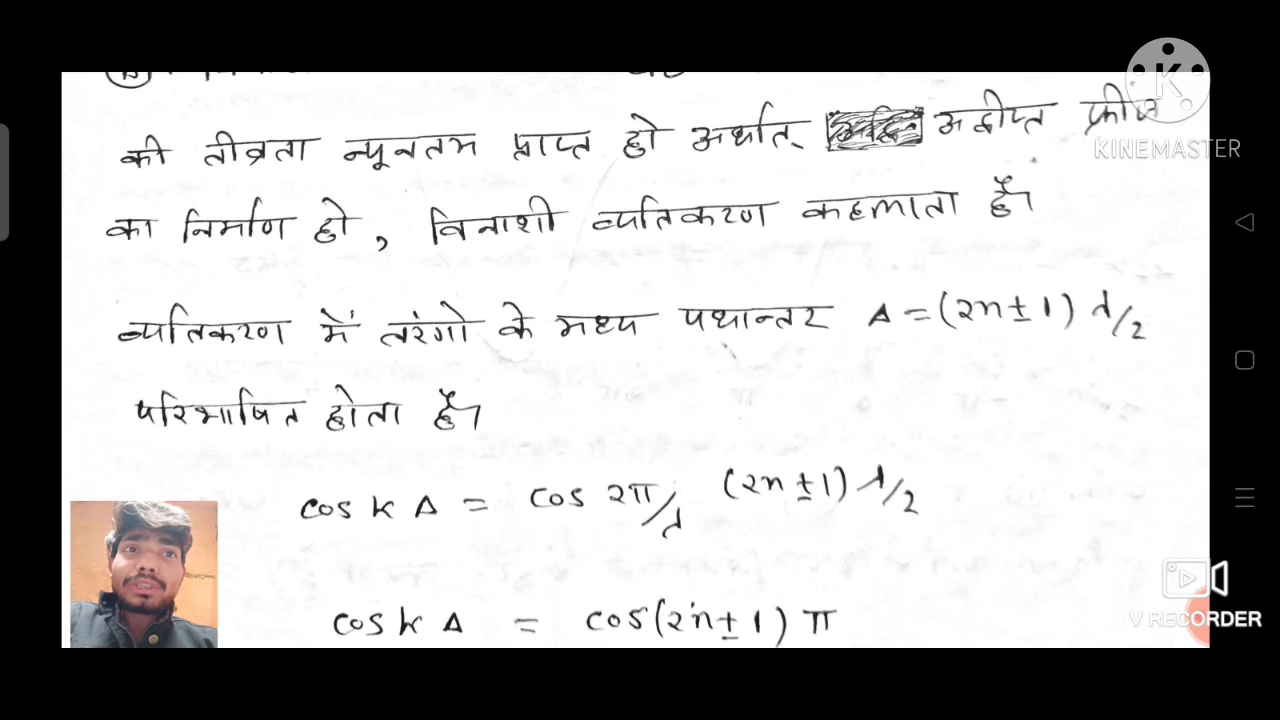 की तीव्रता न्यूनतम प्राप्त हो अर्थात् अदीप्त फ्रीन्ज
का निर्माण हो, विनाशी व्यतिकरण कहलाता है।
व्यतिकरण में तरंगो के मध्य पथान्तर Δ = (2n ± 1) λ/2
परिभाषित होता है।
cos k Δ = cos 2π/λ (2n ± 1) λ/2
cos k Δ = cos (2n ± 1) π
KINEMASTER
V RECORDER